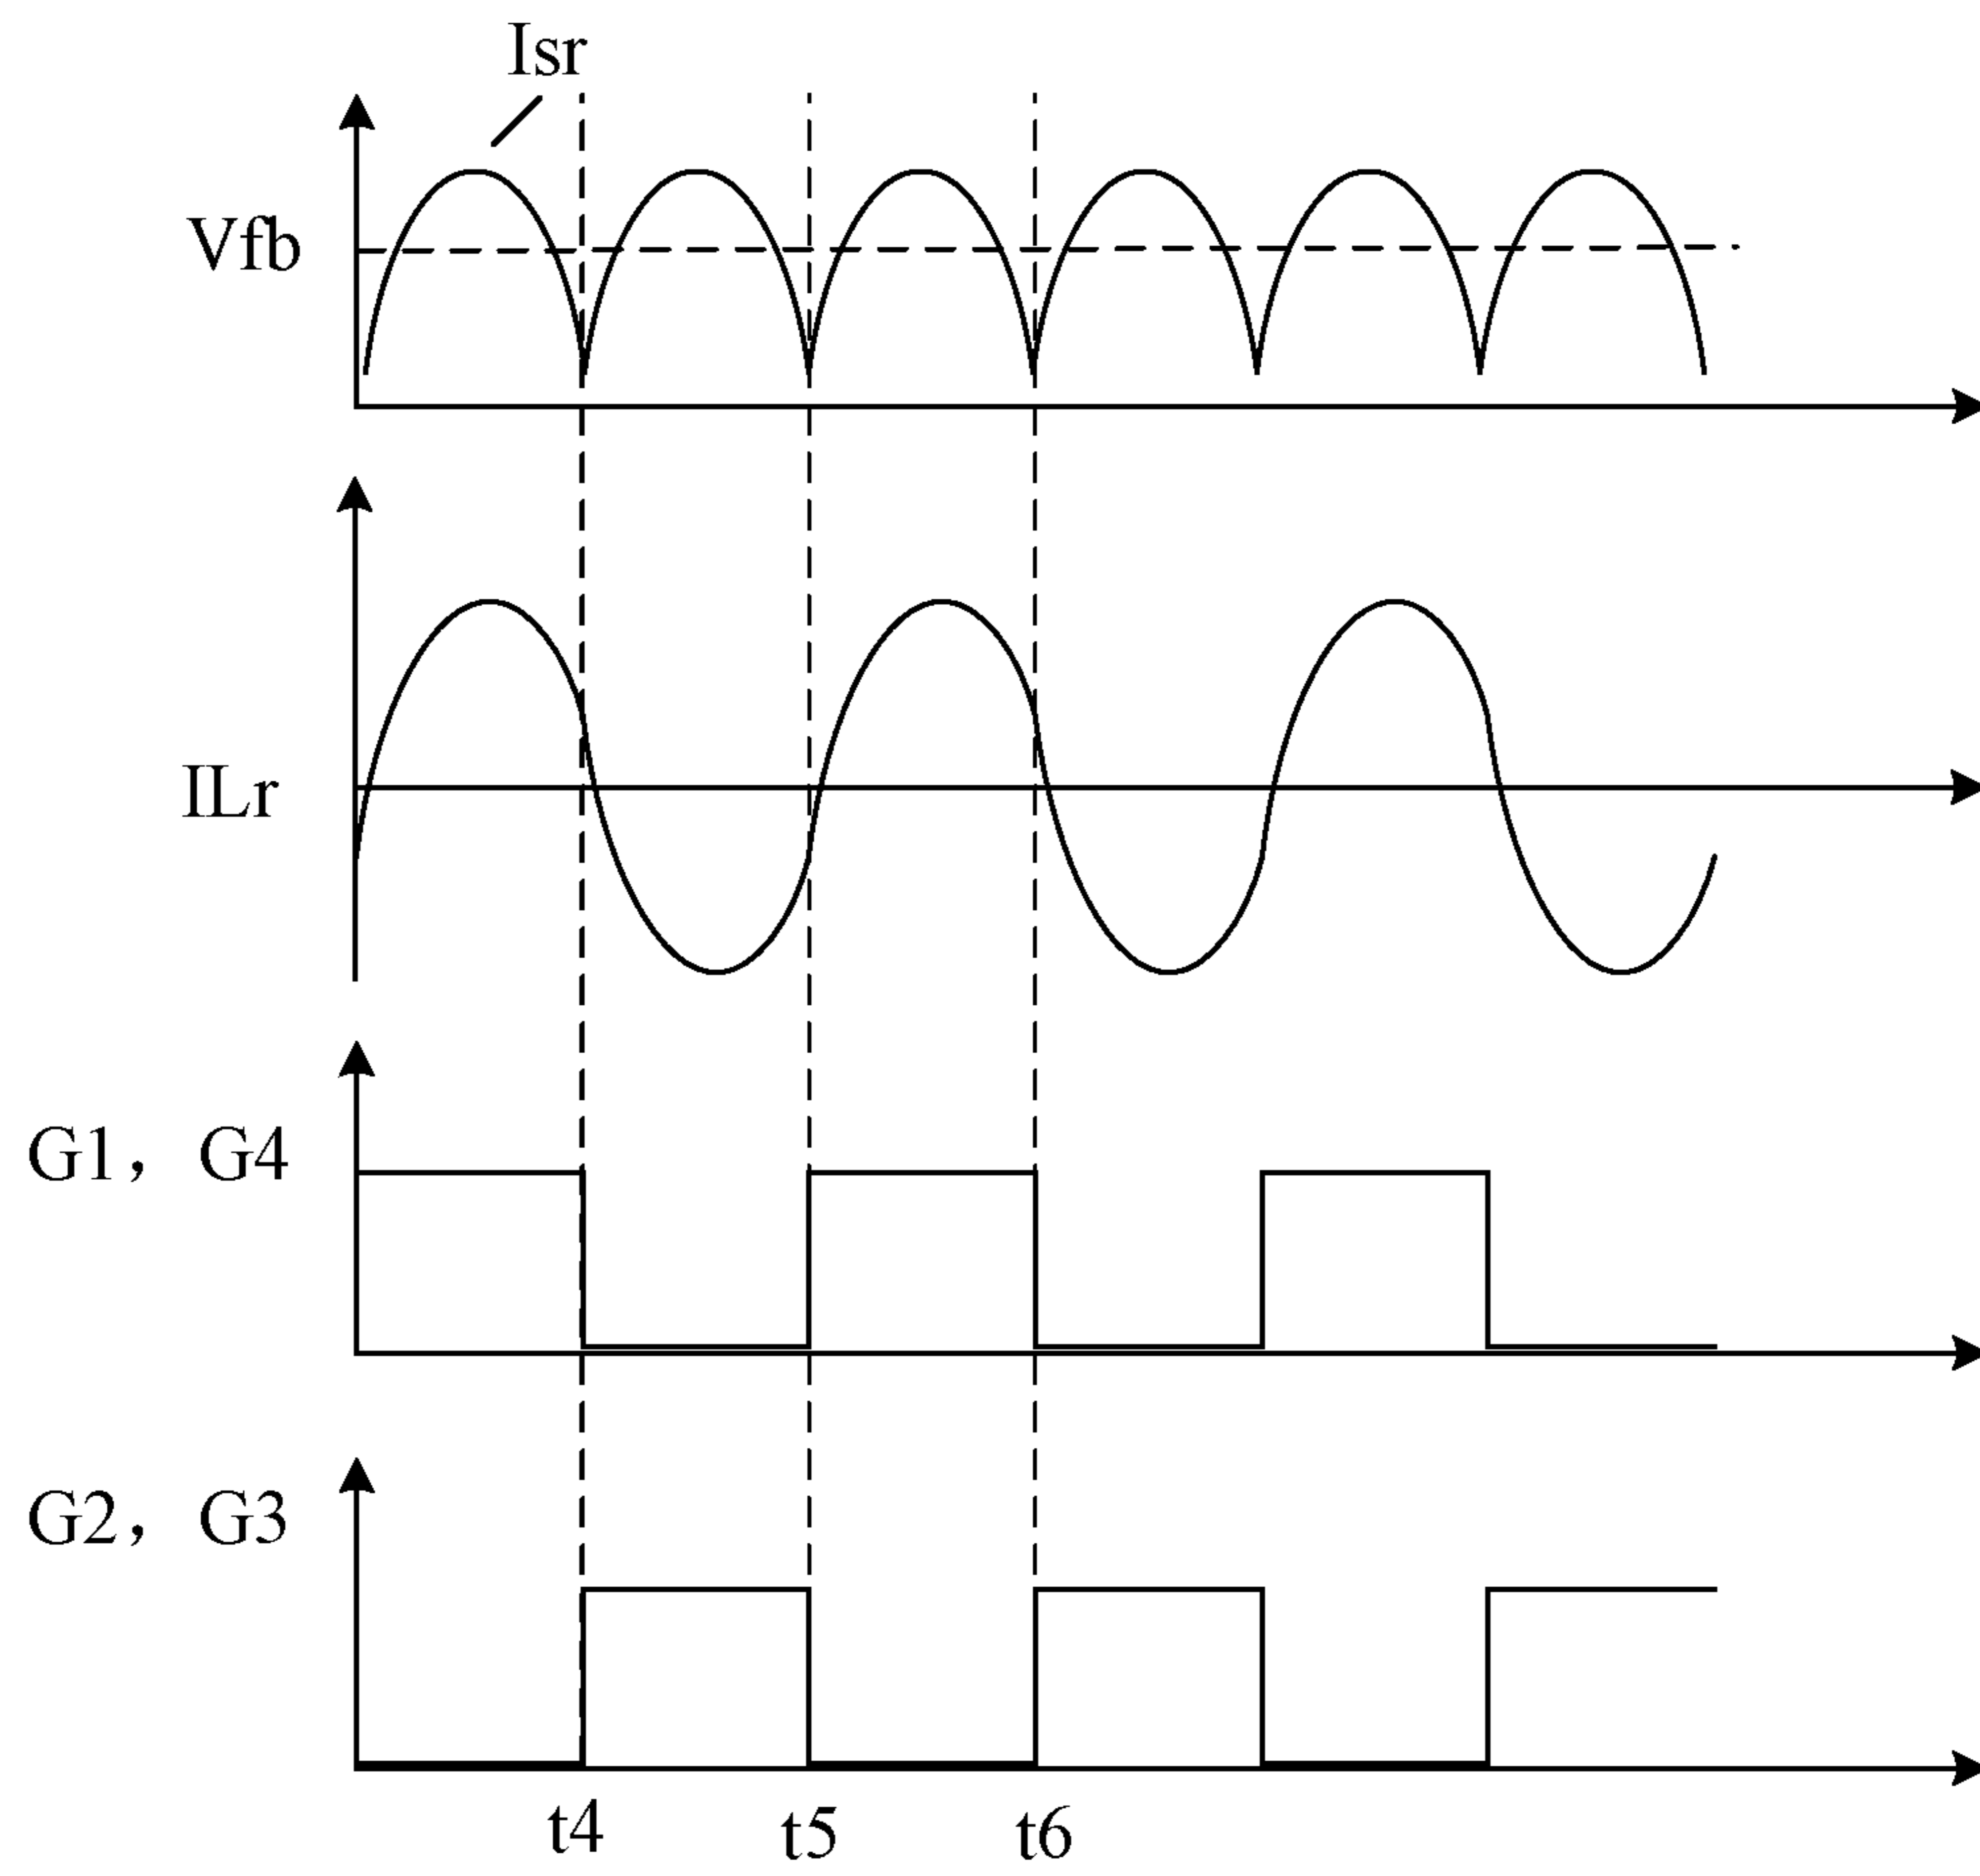 Isr
Vfb
ILr
G1, G4
G2, G3
t4 t5 t6